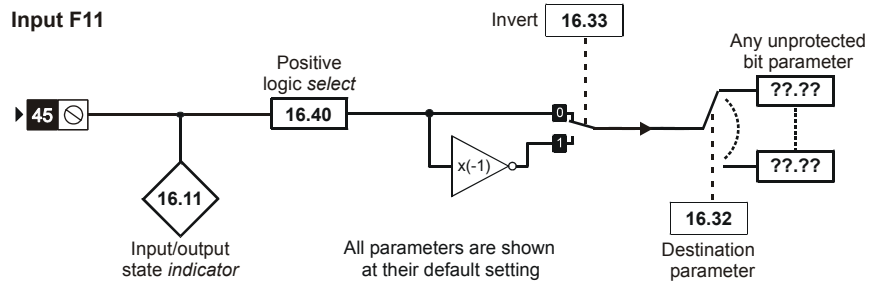 Input F11
Invert 16.33
Any unprotected
bit parameter
Positive
logic select
45
16.40
0
??.??
1
x(-1)
??.??
16.11
16.32
Input/output
state indicator
All parameters are shown
at their default setting
Destination
parameter